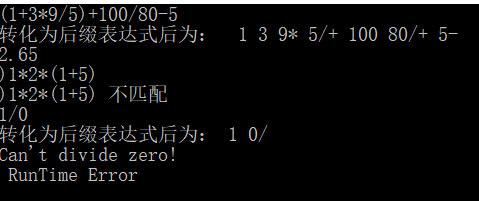 (1+3*9/5)+100/80-5
转化为后缀表达式后为： 1 3 9* 5/+ 100 80/+ 5-
2.65
)1*2*(1+5)
)1*2*(1+5) 不匹配
1/0
转化为后缀表达式后为： 1 0/
Can't divide zero!
RunTime Error